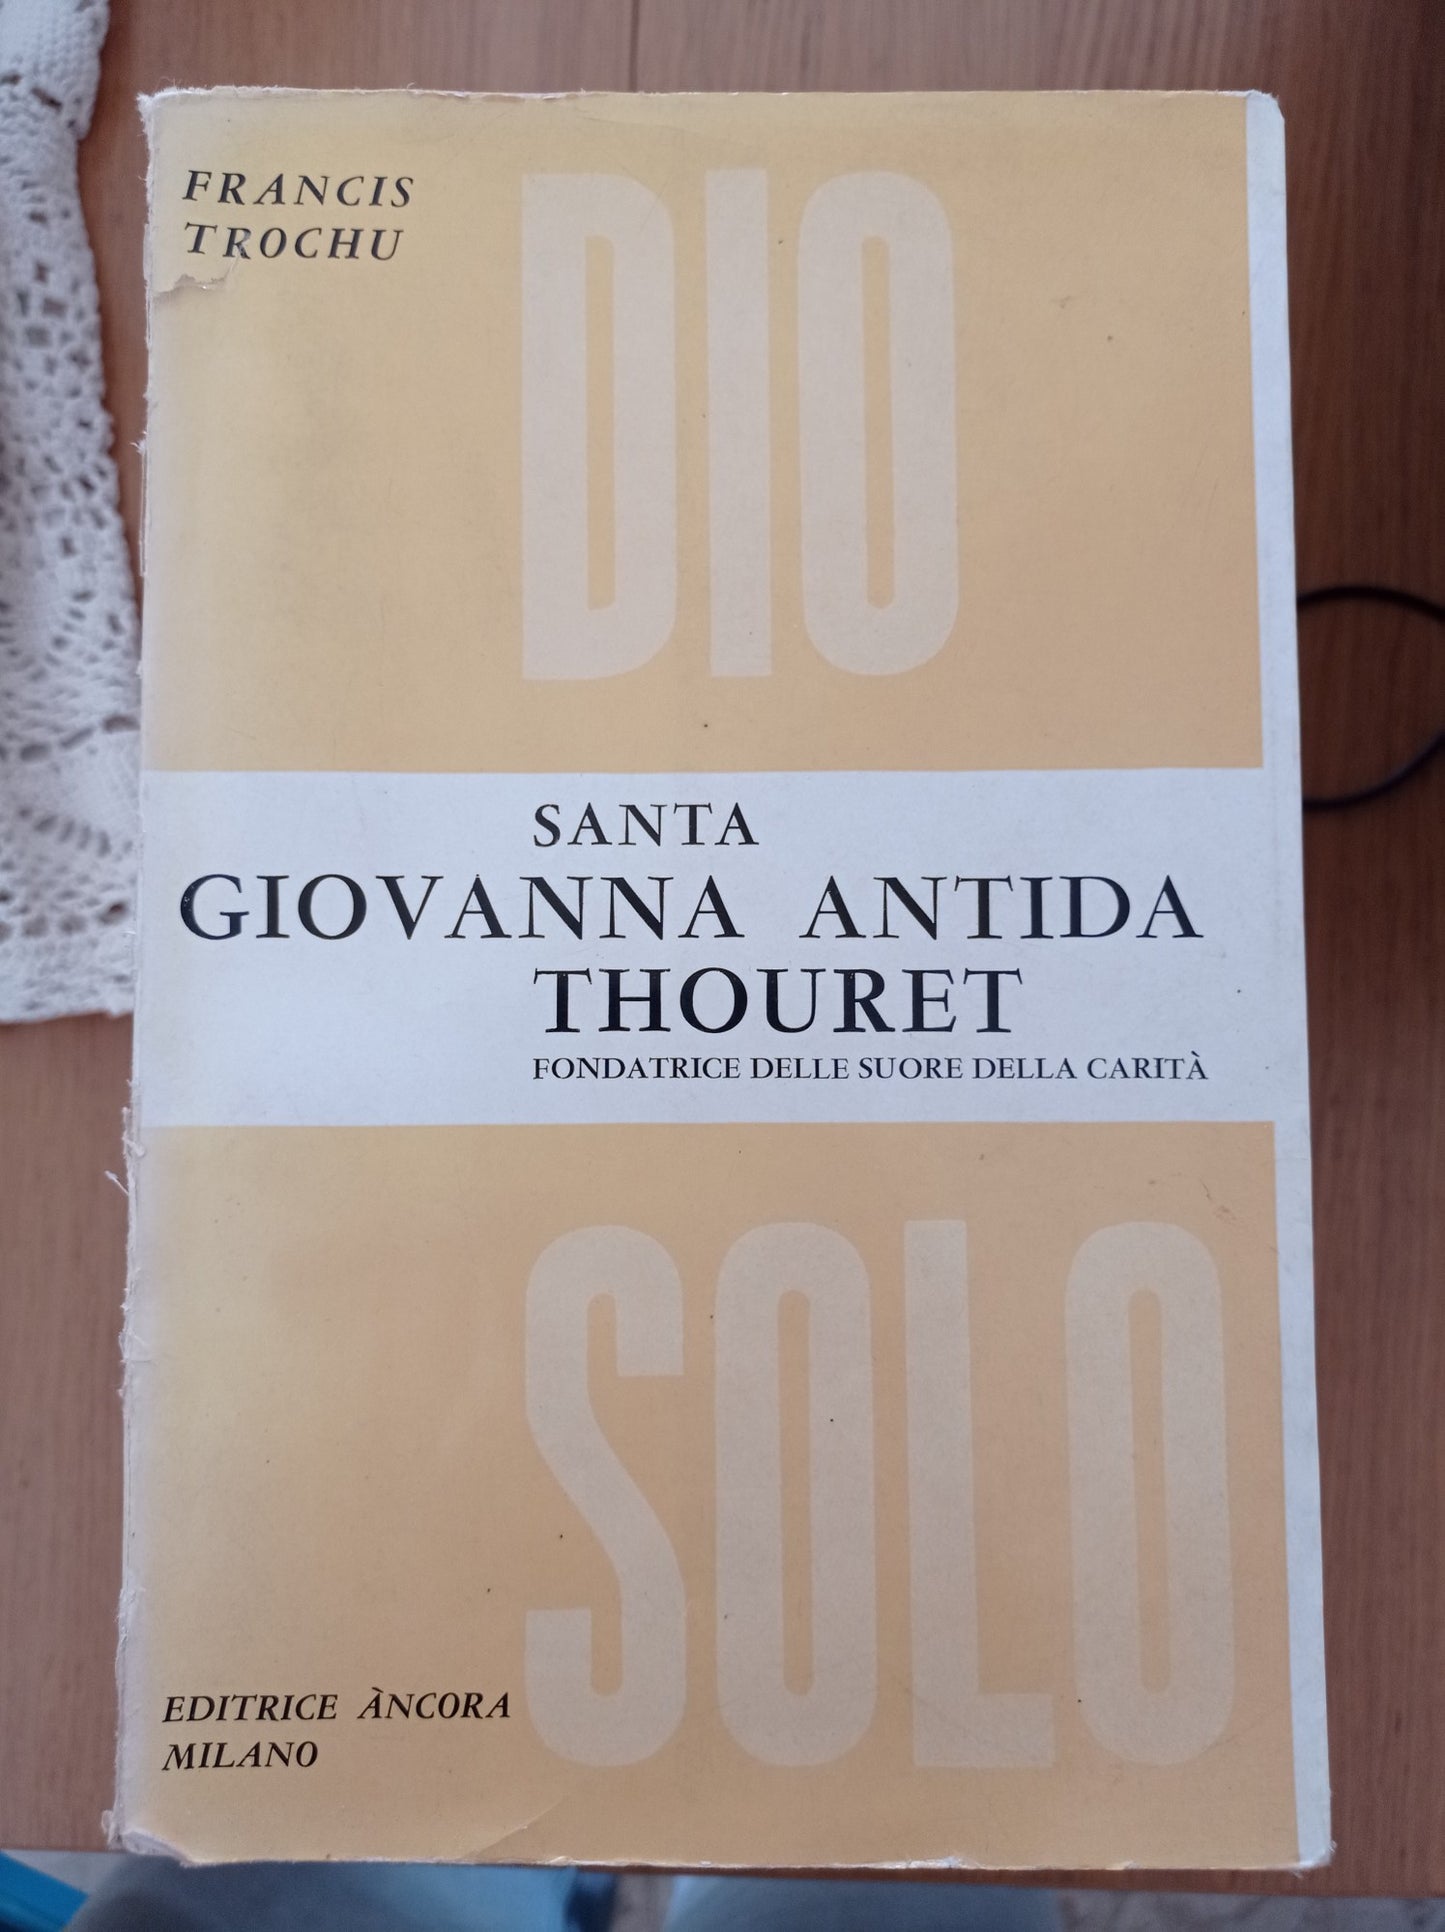 FRANCIS
TROCHU
DIO
SANTA
GIOVANNA ANTIDA
THOURET
FONDATRICE DELLE SUORE DELLA CARITÀ
SOLO
EDITRICE ÀNCORA
MILANO